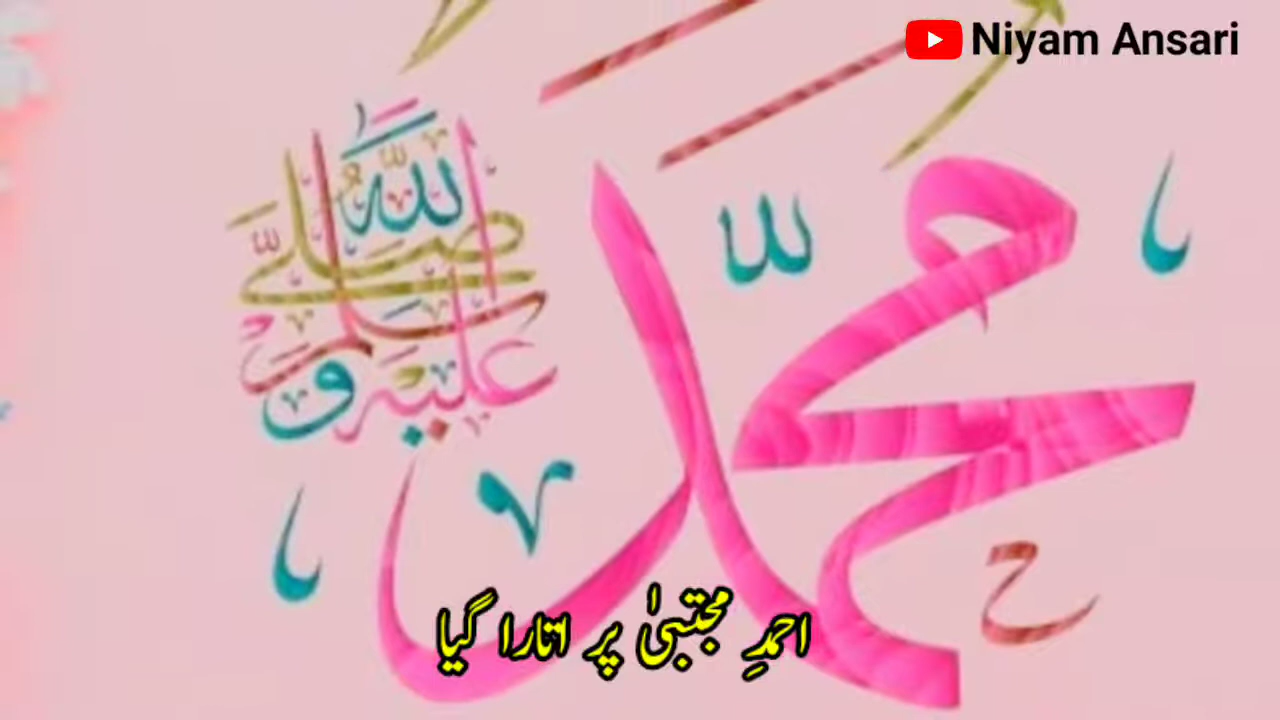 Niyam Ansari
محمد
صلى الله عليه وسلم
احمدِ مجتبیٰ پر اتارا گیا